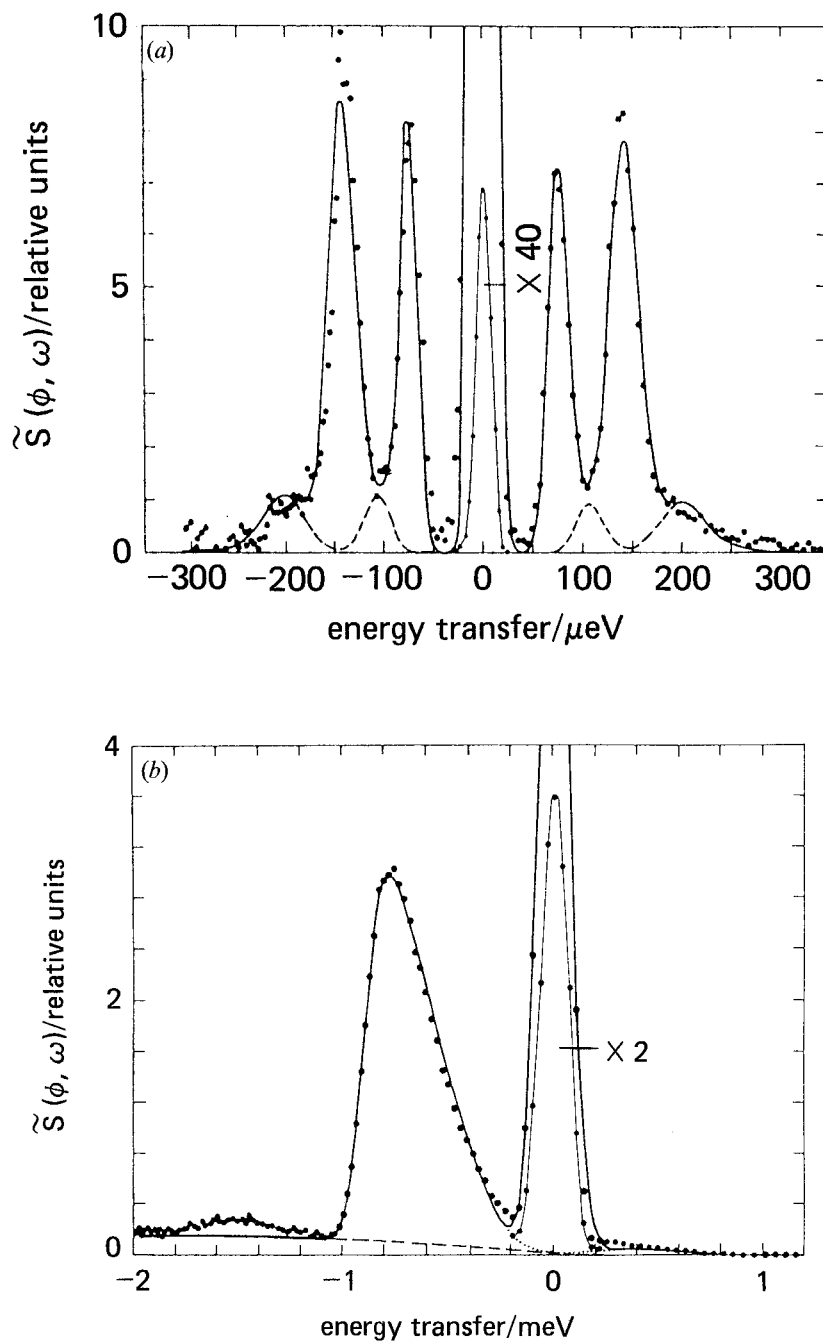 (a)
10
5
0
S̃ (ϕ, ω)/relative units
× 40
−300 −200 −100 0 100 200 300
energy transfer/μeV
(b)
4
2
0
S̃ (ϕ, ω)/relative units
× 2
−2 −1 0 1
energy transfer/meV